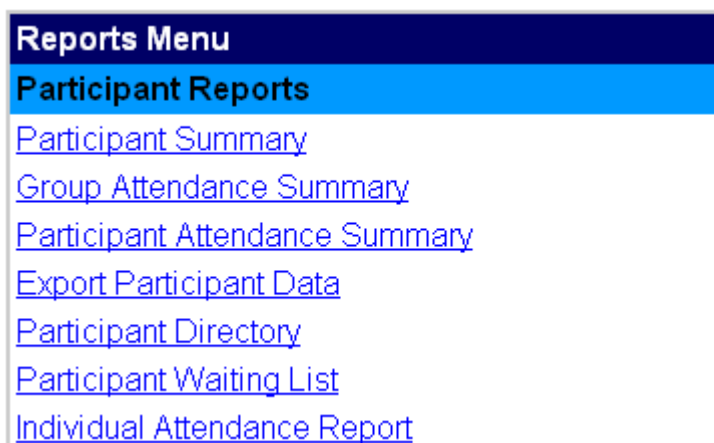 Reports Menu
Participant Reports
Participant Summary
Group Attendance Summary
Participant Attendance Summary
Export Participant Data
Participant Directory
Participant Waiting List
Individual Attendance Report